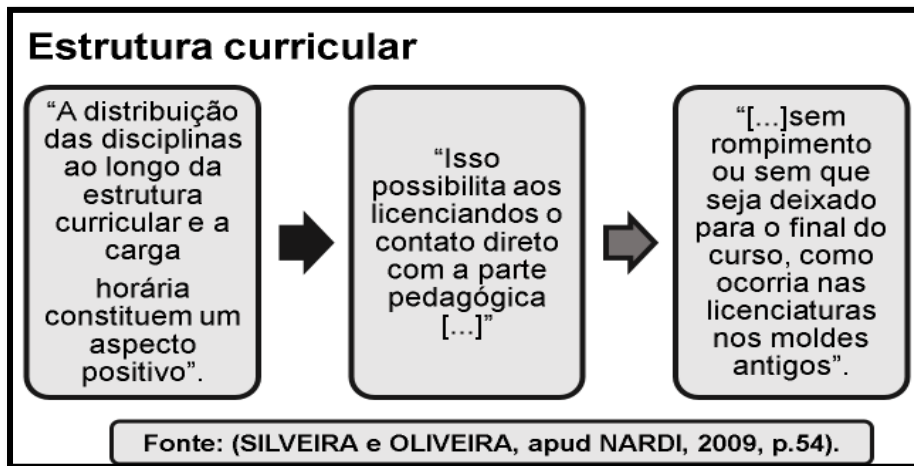 Estrutura curricular
“A distribuição
das disciplinas
ao longo da
estrutura
curricular e a
carga
horária
constituem um
aspecto
positivo”.
“Isso
possibilita aos
licenciandos o
contato direto
com a parte
pedagógica
[...]”
“[...]sem
rompimento
ou sem que
seja deixado
para o final do
curso, como
ocorria nas
licenciaturas
nos moldes
antigos”.
Fonte: (SILVEIRA e OLIVEIRA, apud NARDI, 2009, p.54).